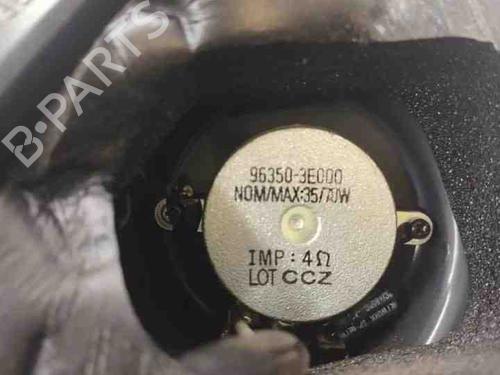 B-PARTS
96350-3E000
NOM/MAX:35/70W
IMP : 4Ω
LOT CCZ